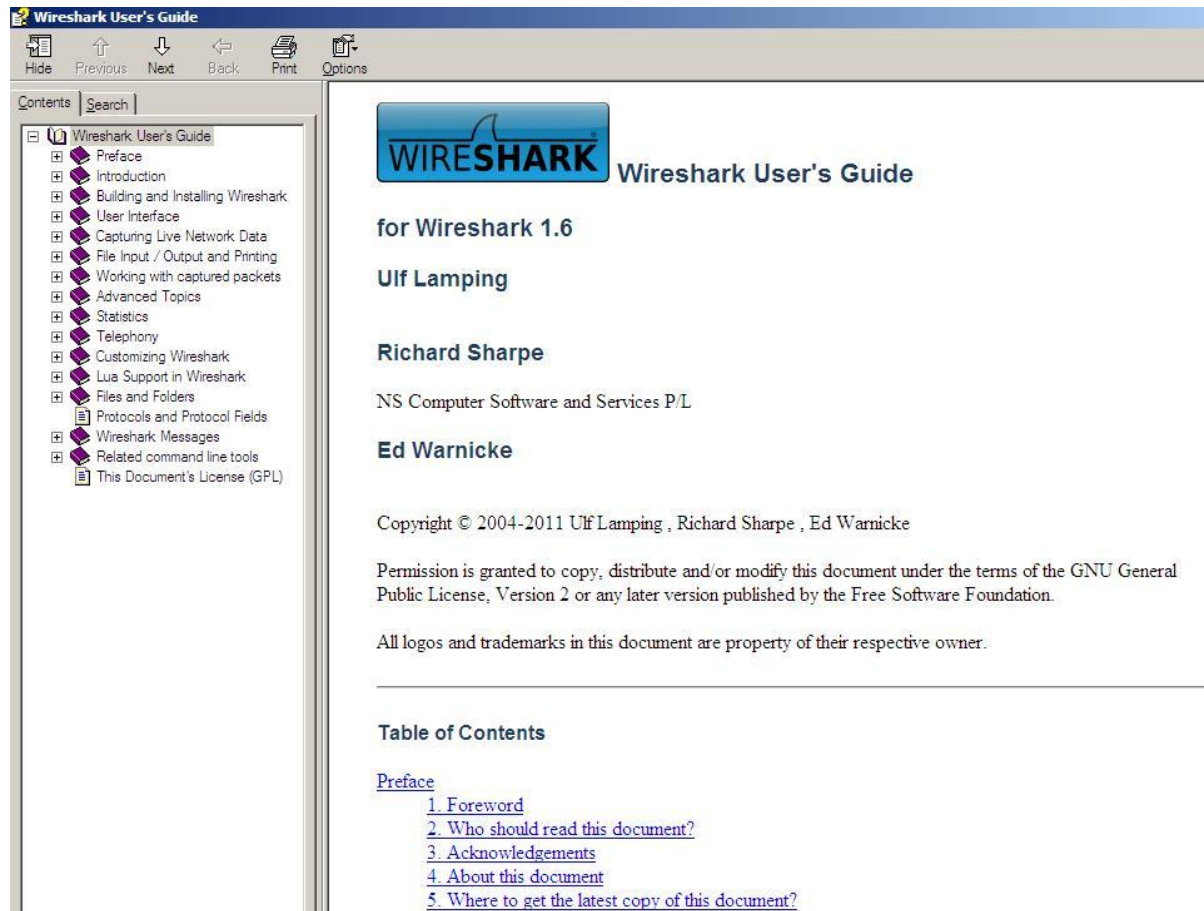 Wireshark User's Guide
Hide Previous Next Back Print Options
Contents Search
Wireshark User's Guide
Preface
Introduction
Building and Installing Wireshark
User Interface
Capturing Live Network Data
File Input / Output and Printing
Working with captured packets
Advanced Topics
Statistics
Telephony
Customizing Wireshark
Lua Support in Wireshark
Files and Folders
Protocols and Protocol Fields
Wireshark Messages
Related command line tools
This Document's License (GPL)
WIRESHARK ® Wireshark User's Guide
for Wireshark 1.6
Ulf Lamping
Richard Sharpe
NS Computer Software and Services P/L
Ed Warnicke
Copyright © 2004-2011 Ulf Lamping , Richard Sharpe , Ed Warnicke
Permission is granted to copy, distribute and/or modify this document under the terms of the GNU General
Public License, Version 2 or any later version published by the Free Software Foundation.
All logos and trademarks in this document are property of their respective owner.
Table of Contents
Preface
1. Foreword
2. Who should read this document?
3. Acknowledgements
4. About this document
5. Where to get the latest copy of this document?